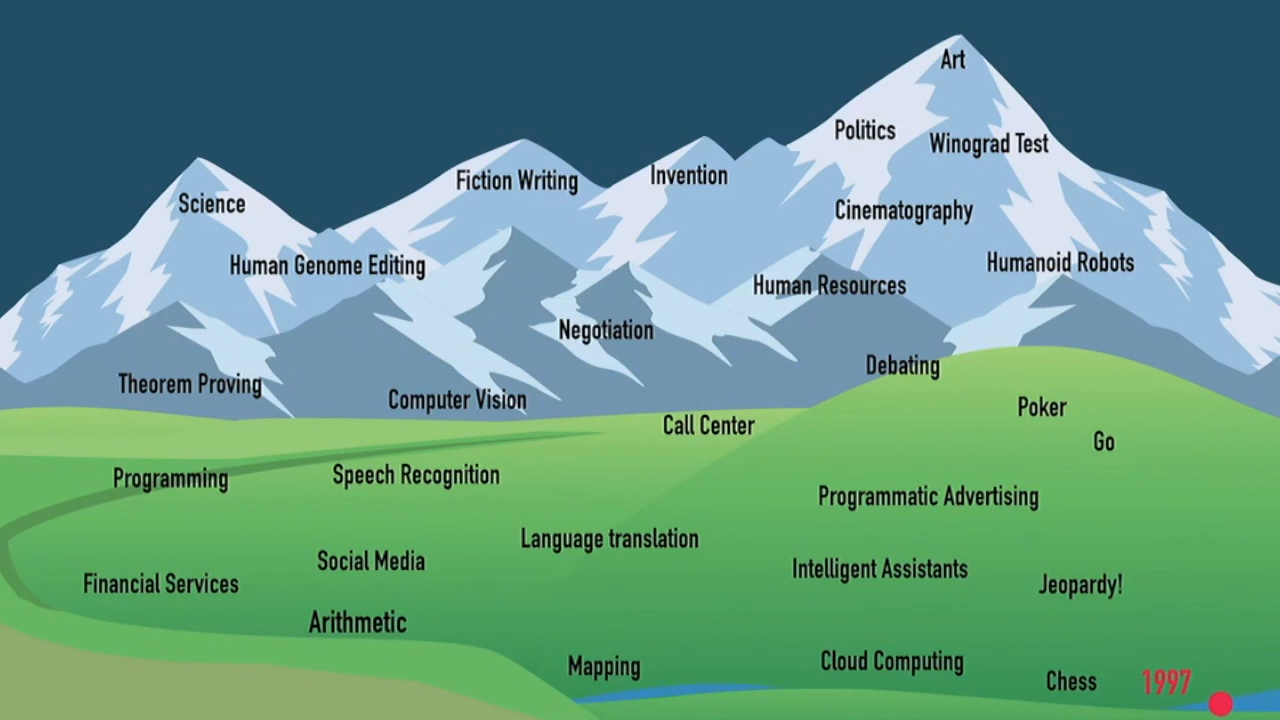 Art
Politics
Winograd Test
Fiction Writing
Invention
Science
Cinematography
Human Genome Editing
Humanoid Robots
Human Resources
Negotiation
Debating
Theorem Proving
Computer Vision
Poker
Call Center
Go
Programming
Speech Recognition
Programmatic Advertising
Language translation
Social Media
Intelligent Assistants
Financial Services
Jeopardy!
Arithmetic
Mapping
Cloud Computing
Chess
1997